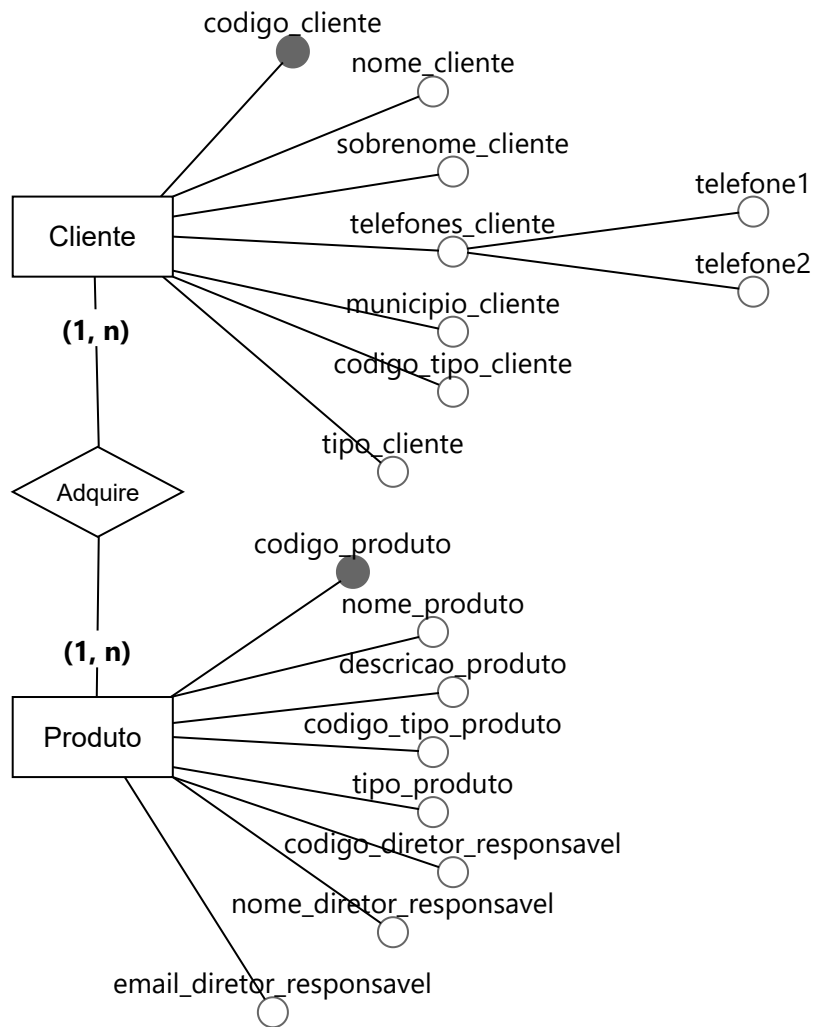 codigo_cliente
nome_cliente
sobrenome_cliente
telefone1
telefones_cliente
Cliente
telefone2
municipio_cliente
(1, n)
codigo_tipo_cliente
tipo_cliente
Adquire
codigo_produto
nome_produto
(1, n)
descricao_produto
codigo_tipo_produto
Produto
tipo_produto
codigo_diretor_responsavel
nome_diretor_responsavel
email_diretor_responsavel